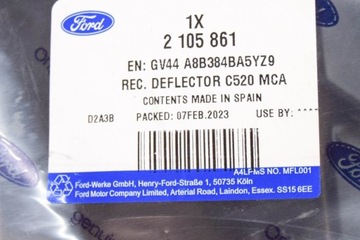 Ford
1X
2 105 861
EN: GV44 A8B384BA5YZ9
REC. DEFLECTOR C520 MCA
CONTENTS MADE IN SPAIN
D2A3B PACKED: 07FEB.2023 USE BY: ****
A4LFMS NO. MFL001
Ford-Werke GmbH, Henry-Ford-Straße 1, 50735 Köln
Ford Motor Company Limited, Arterial Road, Laindon, Essex. SS15 6EE